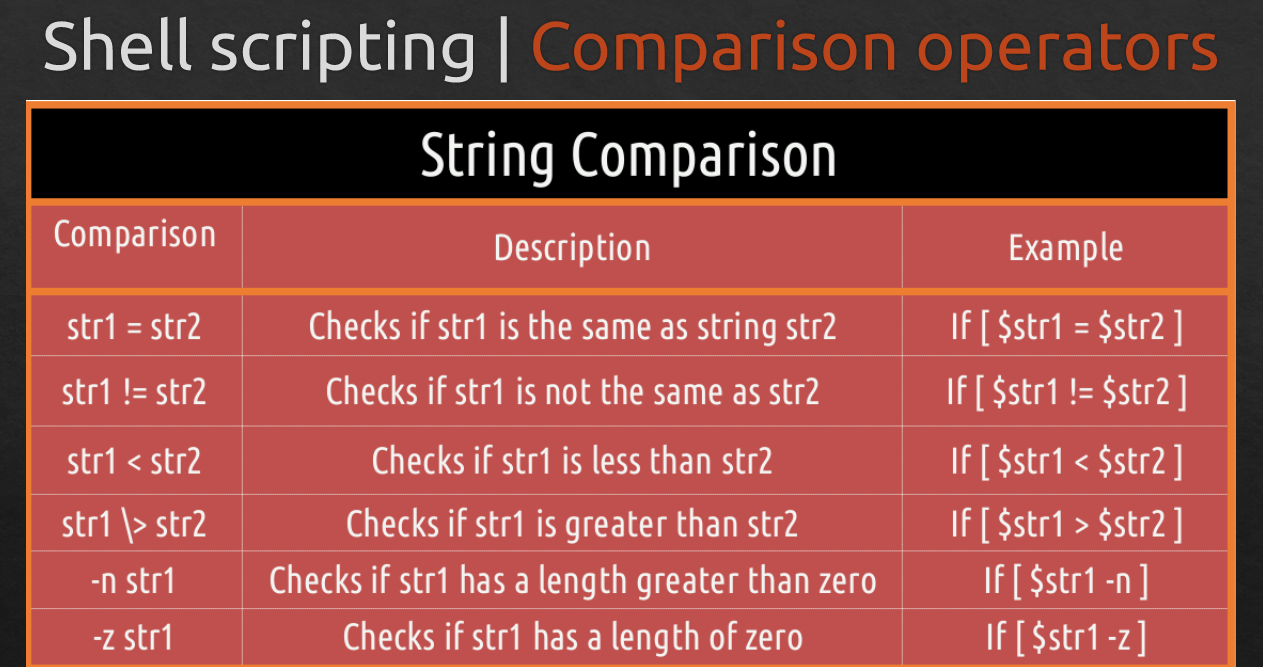 Shell scripting | Comparison operators
String Comparison
Comparison Description Example
str1 = str2 Checks if str1 is the same as string str2 If [ $str1 = $str2 ]
str1 != str2 Checks if str1 is not the same as str2 If [ $str1 != $str2 ]
str1 < str2 Checks if str1 is less than str2 If [ $str1 < $str2 ]
str1 \> str2 Checks if str1 is greater than str2 If [ $str1 > $str2 ]
-n str1 Checks if str1 has a length greater than zero If [ $str1 -n ]
-z str1 Checks if str1 has a length of zero If [ $str1 -z ]